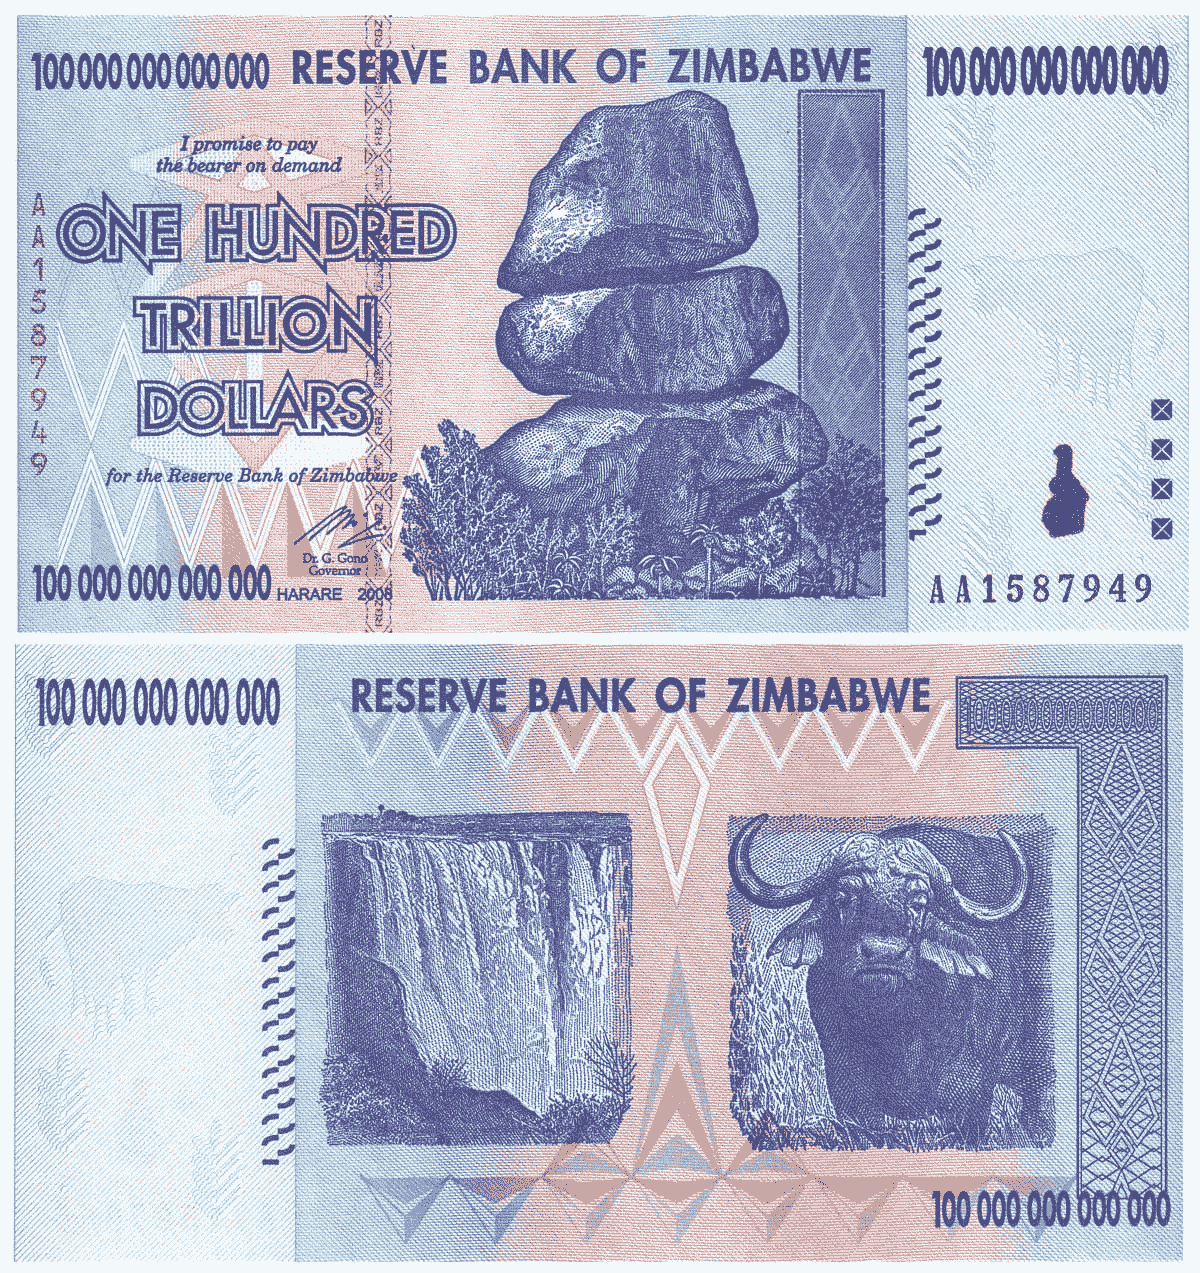 100 000 000 000 000 RESERVE BANK OF ZIMBABWE 100 000 000 000 000
I promise to pay
the bearer on demand
ONE HUNDRED
TRILLION
DOLLARS
for the Reserve Bank of Zimbabwe
Dr. G. Gono
Governor
100 000 000 000 000 HARARE 2008
AA1587949
AA1587949
RBZ
100 000 000 000 000 RESERVE BANK OF ZIMBABWE 100000000000000
100 000 000 000 000